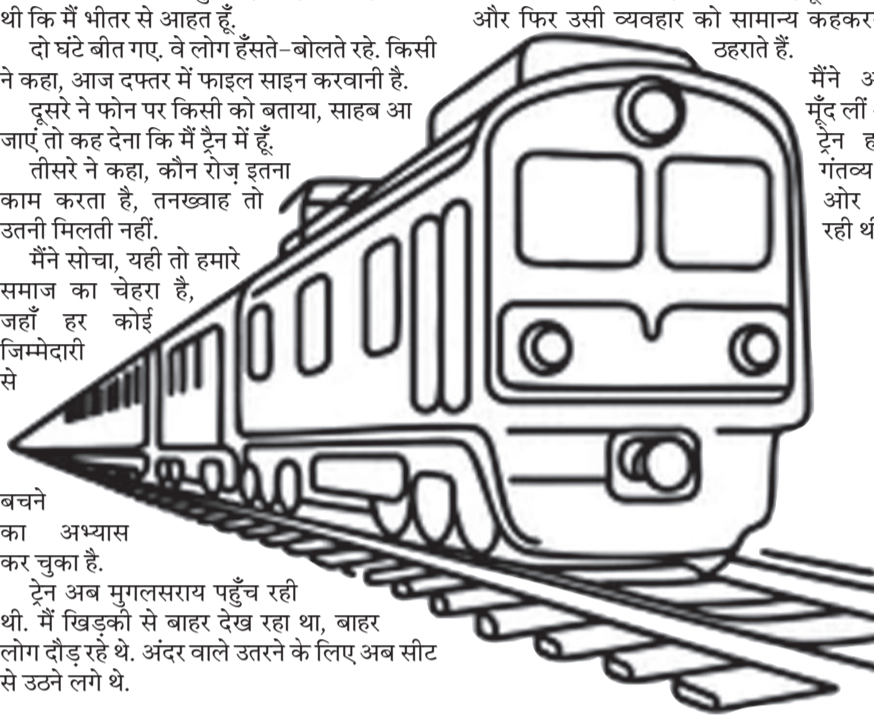 थी कि मैं भीतर से आहत हूँ.
दो घंटे बीत गए. वे लोग हँसते-बोलते रहे. किसी
ने कहा, आज दफ्तर में फाइल साइन करवानी है.
दूसरे ने फोन पर किसी को बताया, साहब आ
जाएं तो कह देना कि मैं ट्रैन में हूँ.
तीसरे ने कहा, कौन रोज़ इतना
काम करता है, तनख्वाह तो
उतनी मिलती नहीं.
मैंने सोचा, यही तो हमारे
समाज का चेहरा है,
जहाँ हर कोई
जिम्मेदारी
से
बचने
का अभ्यास
कर चुका है.
ट्रेन अब मुगलसराय पहुँच रही
थी. मैं खिड़की से बाहर देख रहा था, बाहर
लोग दौड़ रहे थे. अंदर वाले उतरने के लिए अब सीट
से उठने लगे थे.
और फिर उसी व्यवहार को सामान्य कहकर
ठहराते हैं.
मैंने
मूँद लीं
ट्रेन
गंतव्य
ओर
रही